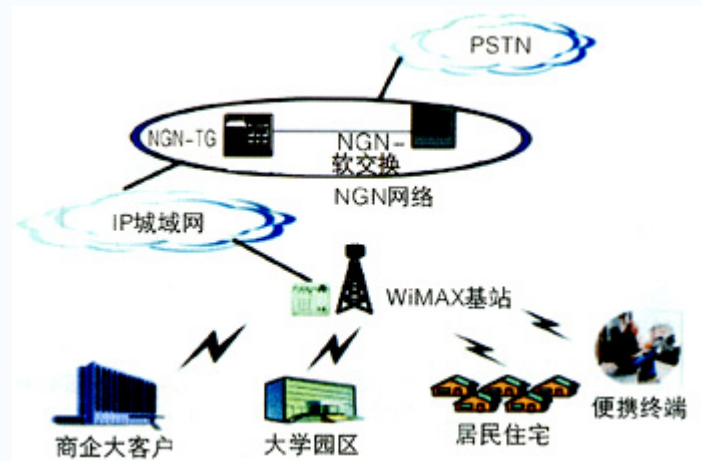 PSTN
NGN-TG
NGN-
软交换
NGN网络
IP城域网
WiMAX基站
商企大客户
大学园区
居民住宅
便携终端